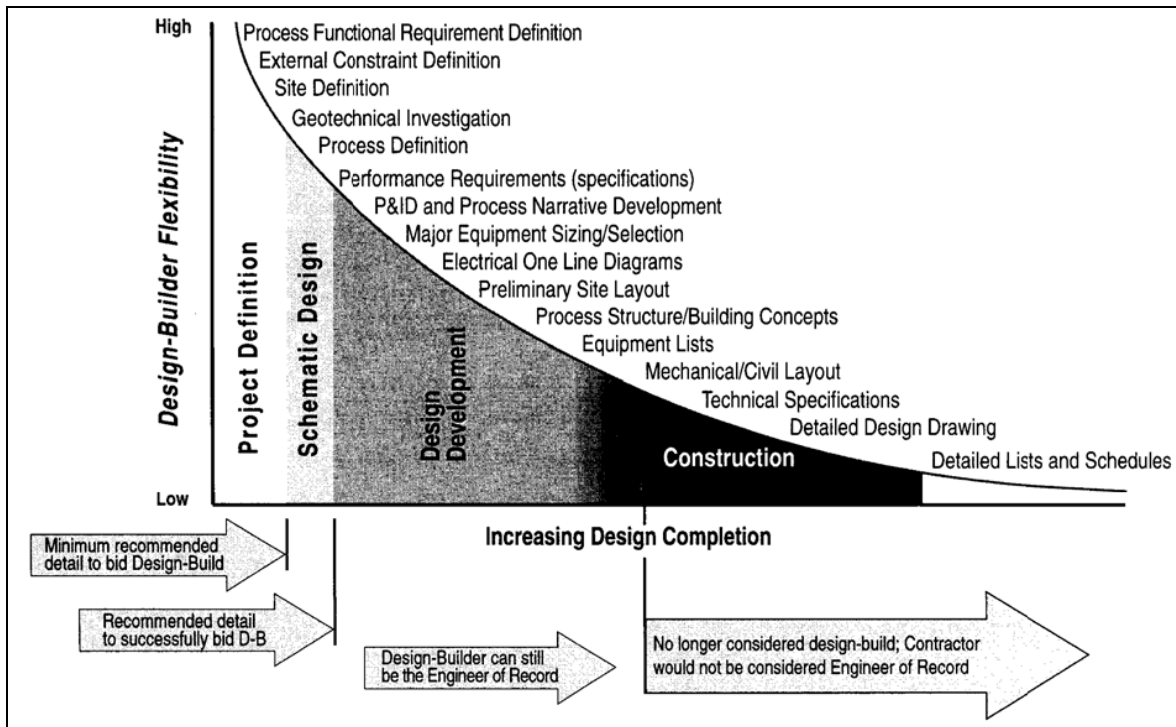 High
Process Functional Requirement Definition
External Constraint Definition
Site Definition
Geotechnical Investigation
Process Definition
Performance Requirements (specifications)
P&ID and Process Narrative Development
Major Equipment Sizing/Selection
Electrical One Line Diagrams
Preliminary Site Layout
Process Structure/Building Concepts
Equipment Lists
Mechanical/Civil Layout
Technical Specifications
Detailed Design Drawing
Detailed Lists and Schedules
Design-Builder Flexibility
Project Definition
Schematic Design
Design
Development
Construction
Low
Increasing Design Completion
Minimum recommended
detail to bid Design-Build
Recommended detail
to successfully bid D-B
Design-Builder can still
be the Engineer of Record
No longer considered design-build; Contractor
would not be considered Engineer of Record